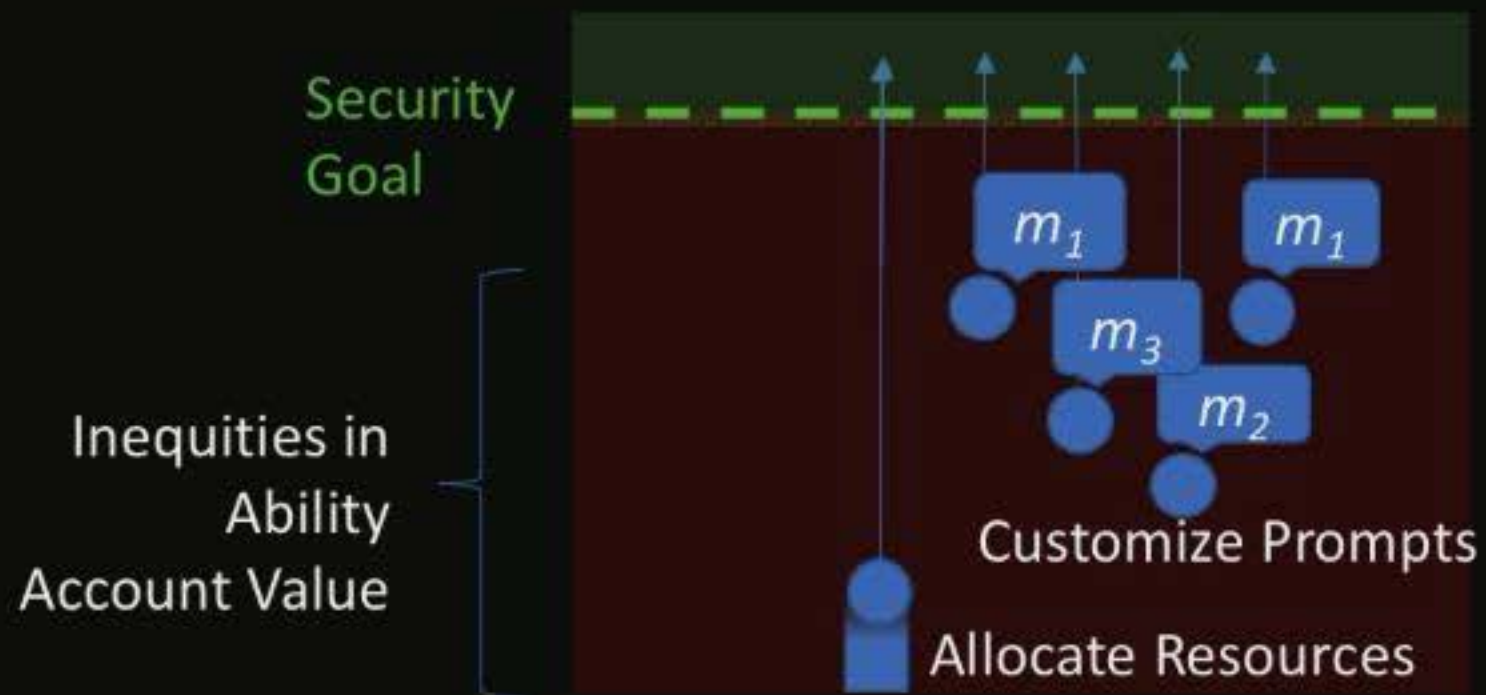 Security
Goal
m₁
m₁
m₃
m₂
Inequities in
Ability
Account Value
Customize Prompts
Allocate Resources